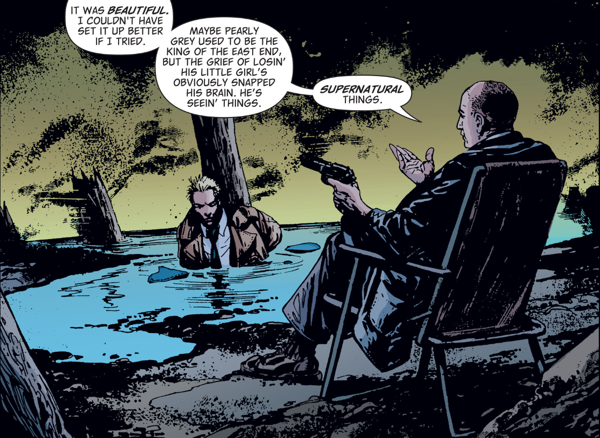 IT WAS BEAUTIFUL.
I COULDN'T HAVE
SET IT UP BETTER
IF I TRIED.
MAYBE PEARLY
GREY USED TO BE THE
KING OF THE EAST END,
BUT THE GRIEF OF LOSIN'
HIS LITTLE GIRL'S
OBVIOUSLY SNAPPED
HIS BRAIN. HE'S
SEEIN' THINGS.
SUPERNATURAL
THINGS.